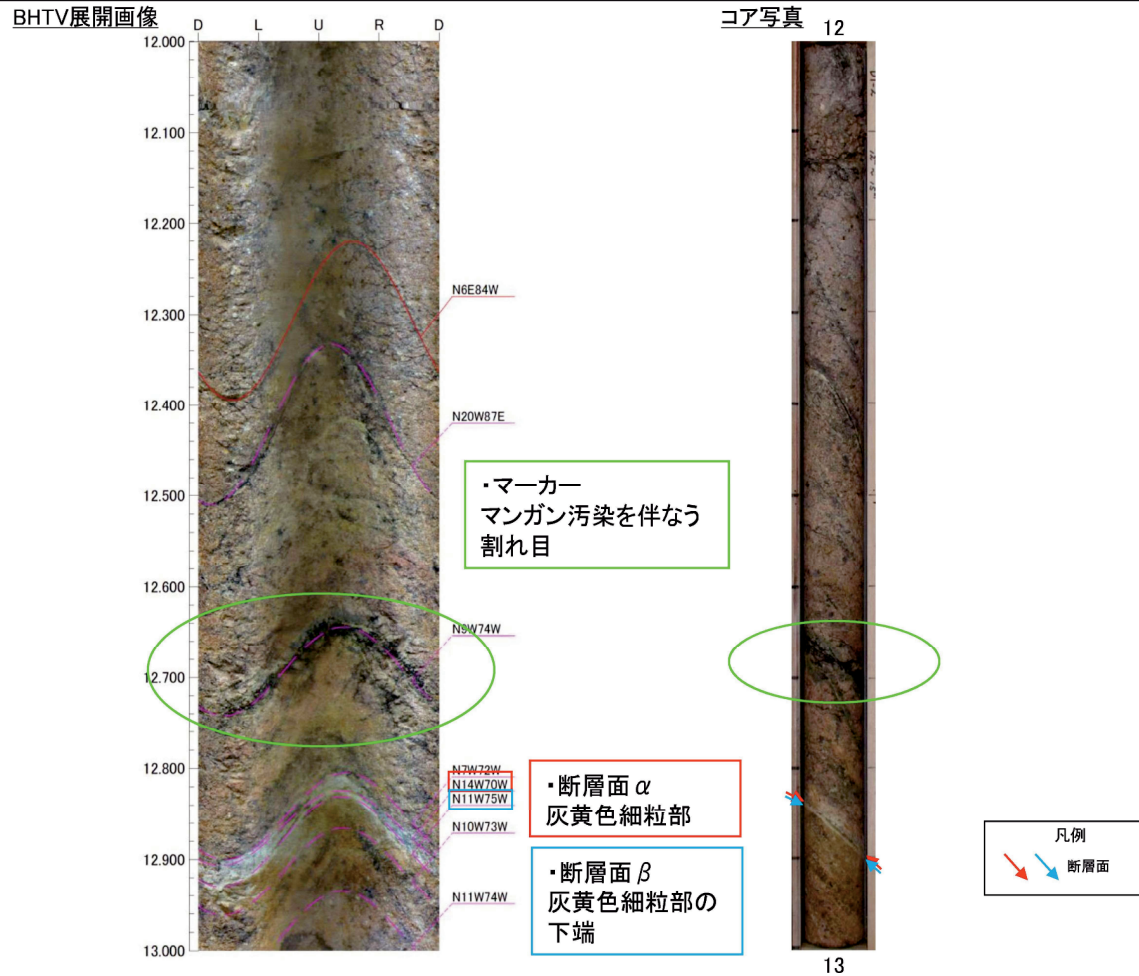 BHTV展開画像
D L U R D
コア写真
12
12.000
12.100
12.200
12.300
12.400
12.500
12.600
12.700
12.800
12.900
13.000
N6E84W
N20W87E
・マーカー
マンガン汚染を伴なう
割れ目
N9W74W
N7W72W
N14W70W
N11W75W
N10W73W
N11W74W
・断層面α
灰黄色細粒部
・断層面β
灰黄色細粒部の
下端
凡例
断層面
13